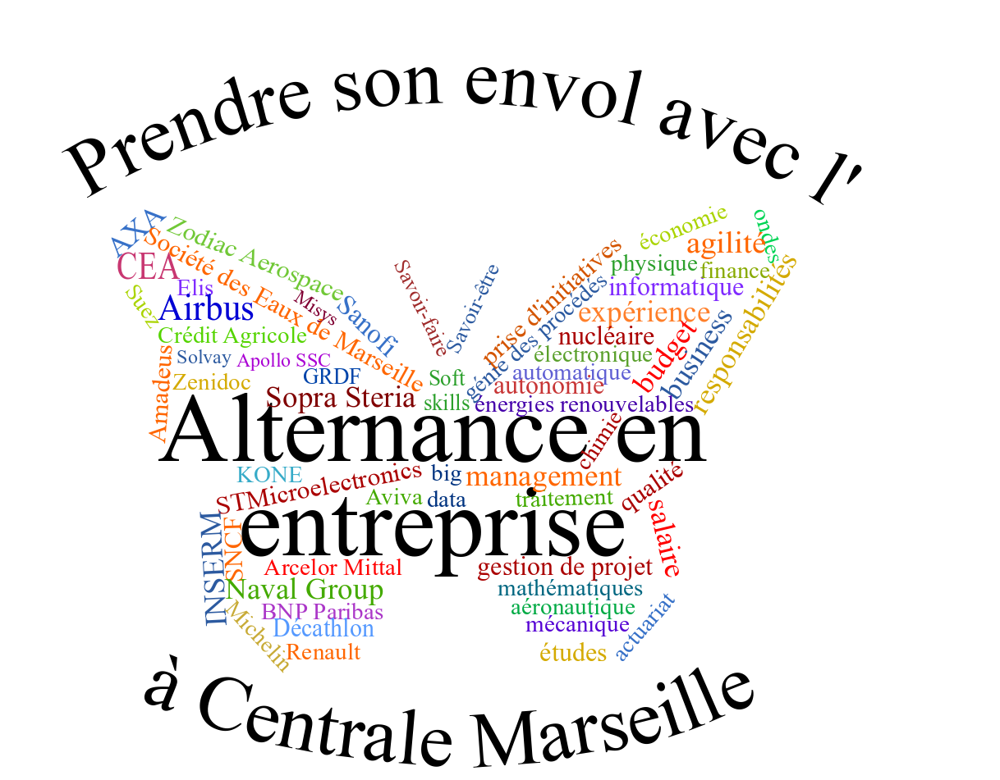 Prendre son envol avec l'
AXA
Zodiac Aerospace
Société des Eaux de Marseille
CEA
Elis
Suez
Airbus
Misys
Sanofi
Crédit Agricole
Solvay
Apollo SSC
Amadeus
Zenidoc
GRDF
Sopra Steria
Savoir-faire
Savoir-être
Soft
skills
économie
ondes
agilité
prise d'imitiatives
physique
finance
génie des procédés
informatique
responsabilités
expérience
nucléaire
budget
business
électronique
automatique
autonomie
énergies renouvelables
Alternance en
chimie
KONE
STMicroelectronics
big
management
qualité
Aviva
data
traitement
entreprise
salaire
INSERM
SNCF
Arcelor Mittal
gestion de projet
Naval Group
mathématiques
BNP Paribas
aéronautique
Décathlon
mécanique
actuariat
Michelin
Renault
études
à Centrale Marseille